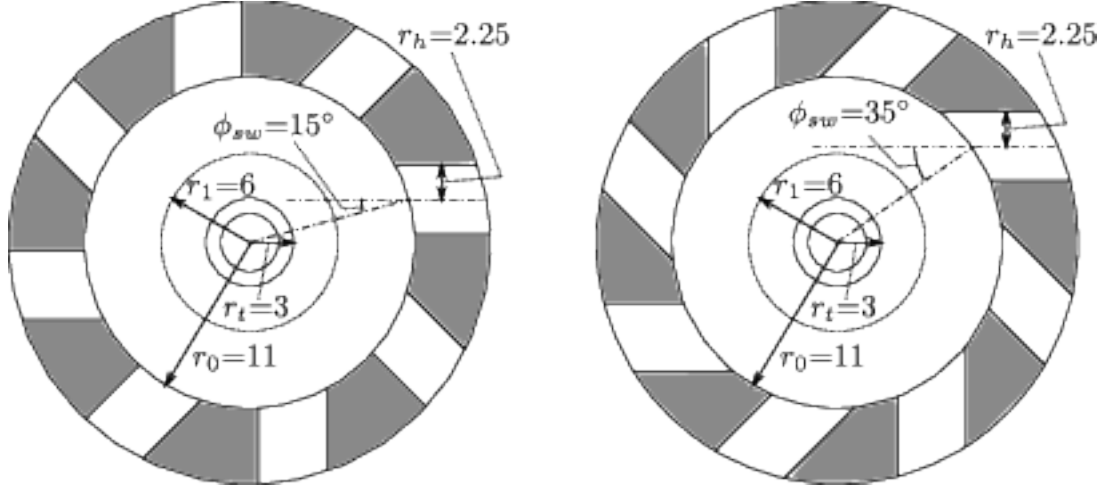 r_h=2.25
ϕ_sw=15°
r_1=6
r_t=3
r_0=11
r_h=2.25
ϕ_sw=35°
r_1=6
r_t=3
r_0=11